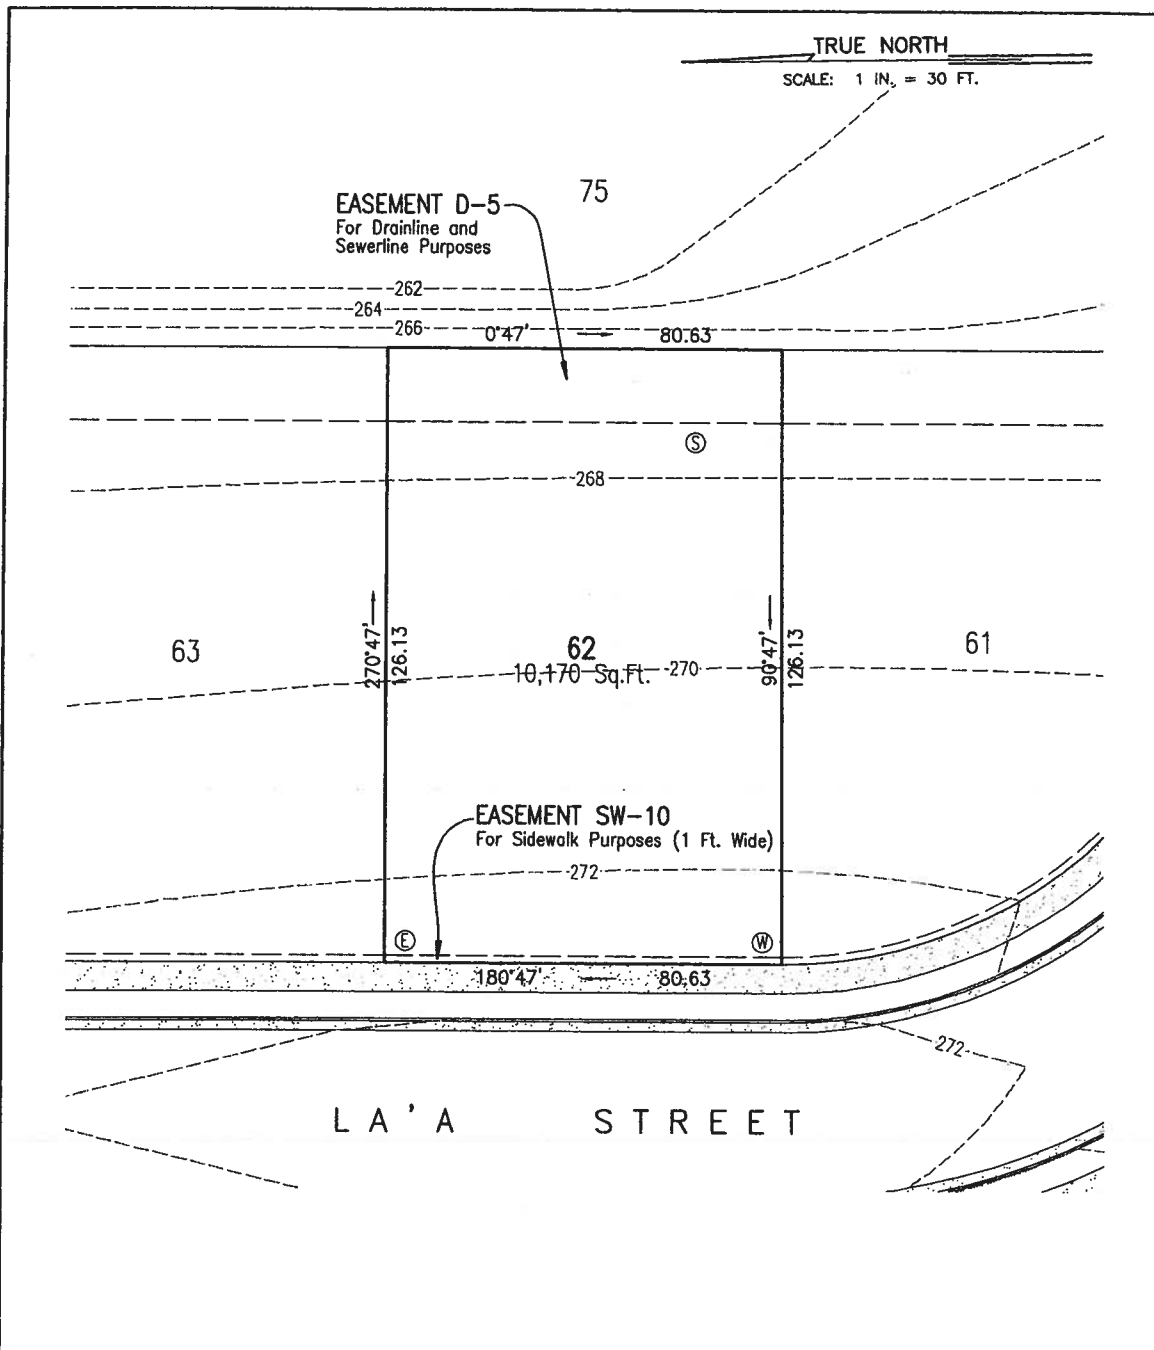 TRUE NORTH
SCALE: 1 IN. = 30 FT.
75
EASEMENT D-5
For Drainline and
Sewerline Purposes
262
264
266
0°47' 80.63
S
268
63
270°47'
126.13
62
10,170 Sq.Ft.
270
90°47'
126.13
61
EASEMENT SW-10
For Sidewalk Purposes (1 Ft. Wide)
272
E
W
180°47' 80.63
272
LA'A STREET